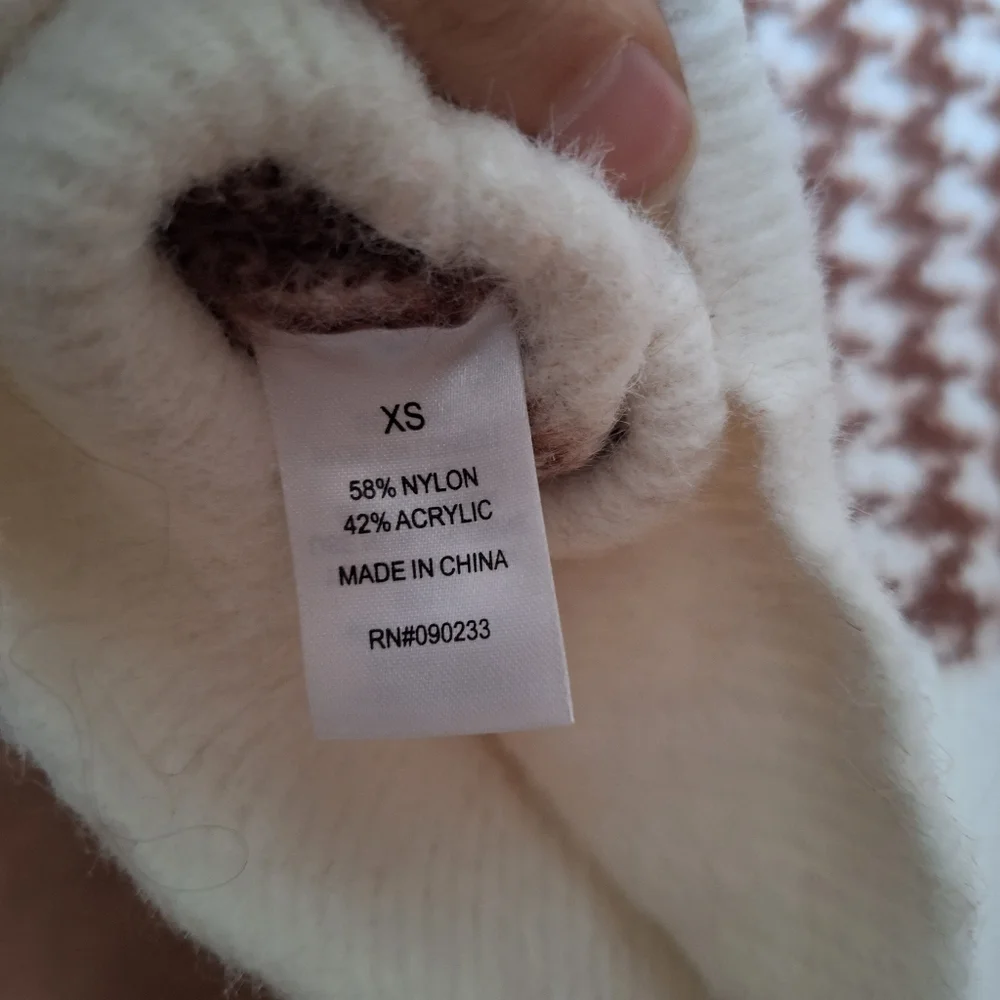 XS
58% NYLON
42% ACRYLIC
MADE IN CHINA
RN#090233